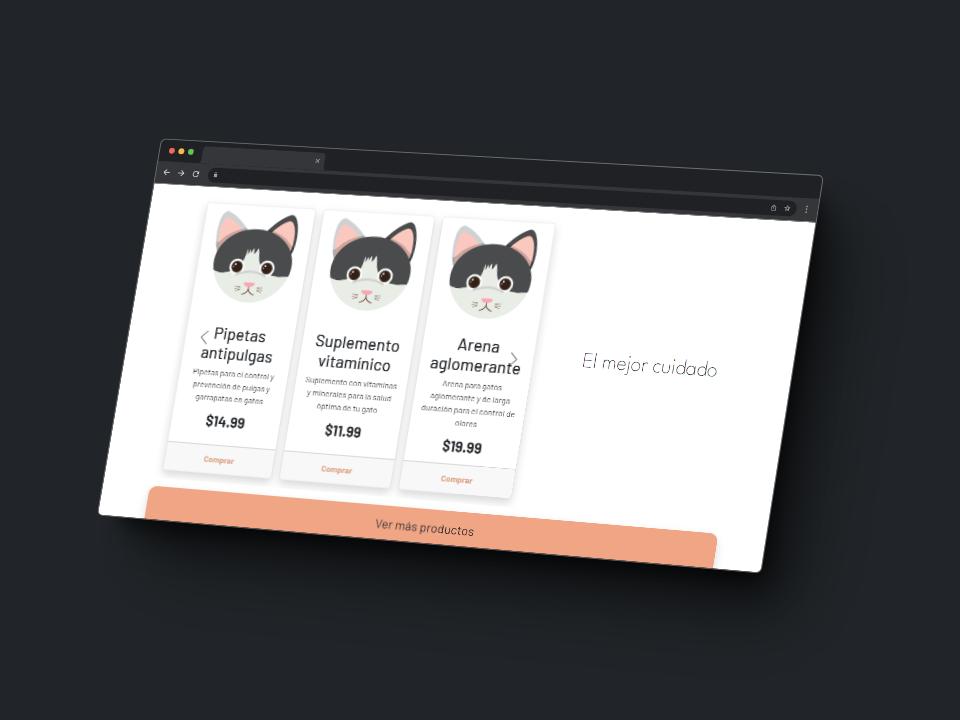 Pipetas
antipulgas
Pipetas para el control y
prevención de pulgas y
garrapatas en gatos
$14.99
Comprar
Suplemento
vitamínico
Suplemento con vitaminas
y minerales para la salud
óptima de tu gato
$11.99
Comprar
Arena
aglomerante
Arena para gatos
aglomerante y de larga
duración para el control de
olores
$19.99
Comprar
El mejor cuidado
Ver más productos